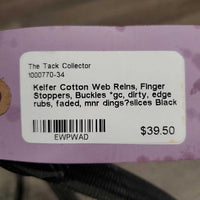 The Tack Collector
1000770-34
Keifer Cotton Web Reins, Finger
Stoppers, Buckles *gc, dirty, edge
rubs, faded, mnr dings?slices Black
$39.50
EWPWAD